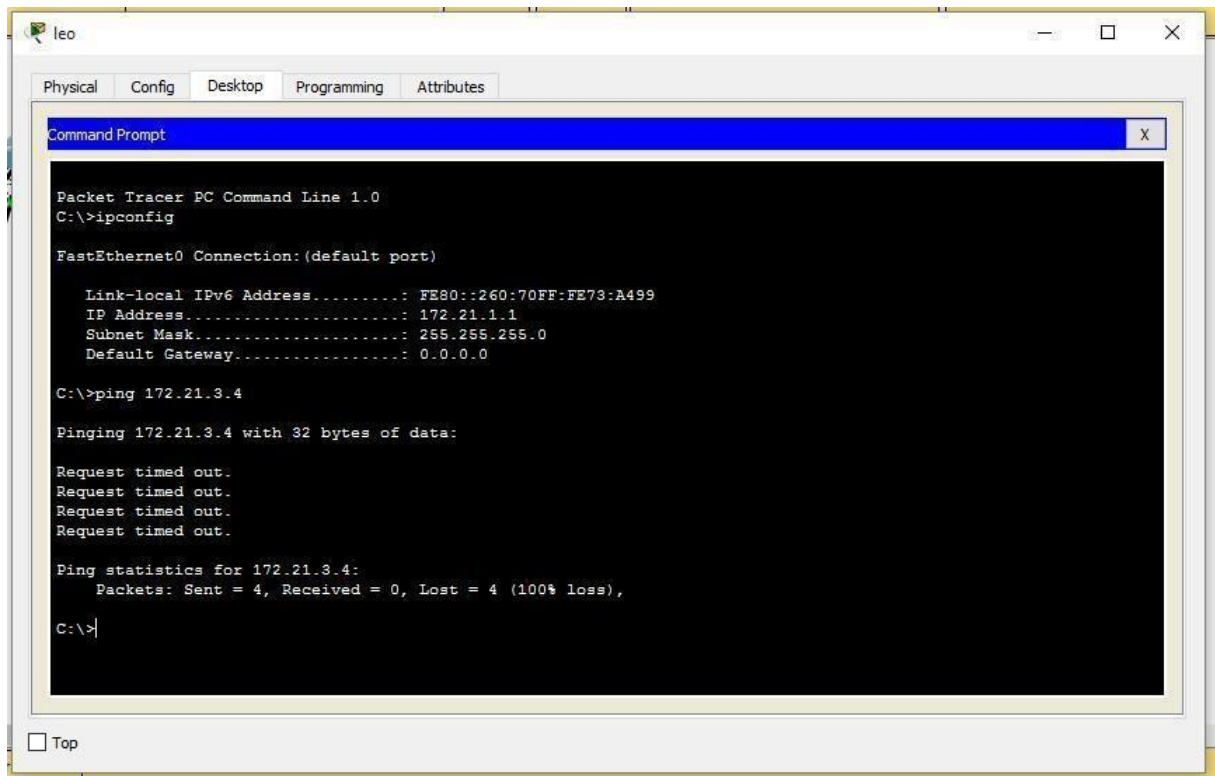 leo
Physical Config Desktop Programming Attributes
Command Prompt X
Packet Tracer PC Command Line 1.0
C:\>ipconfig
FastEthernet0 Connection:(default port)
Link-local IPv6 Address.........: FE80::260:70FF:FE73:A499
IP Address......................: 172.21.1.1
Subnet Mask.....................: 255.255.255.0
Default Gateway.................: 0.0.0.0
C:\>ping 172.21.3.4
Pinging 172.21.3.4 with 32 bytes of data:
Request timed out.
Request timed out.
Request timed out.
Request timed out.
Ping statistics for 172.21.3.4:
Packets: Sent = 4, Received = 0, Lost = 4 (100% loss),
C:\>
Top